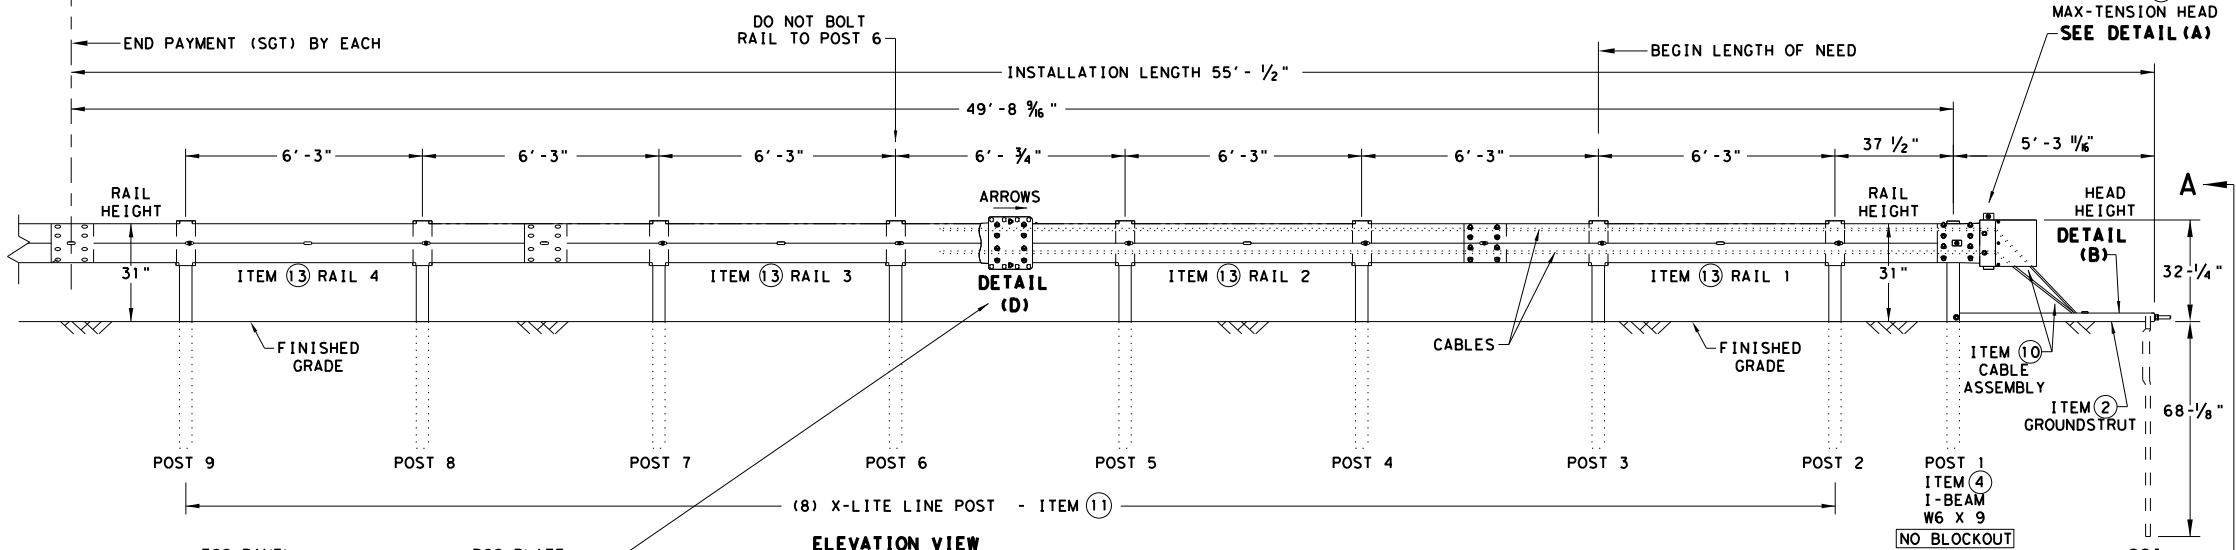 MAX-TENSION HEAD
SEE DETAIL (A)
DO NOT BOLT
RAIL TO POST 6
END PAYMENT (SGT) BY EACH
BEGIN LENGTH OF NEED
INSTALLATION LENGTH 55'- 1/2"
49'-8 9/16"
6'-3"
6'-3"
6'-3"
6'- 3/4"
6'-3"
6'-3"
6'-3"
37 1/2"
5'-3 11/16"
A
RAIL
HEIGHT
31"
ARROWS
RAIL
HEIGHT
31"
HEAD
HEIGHT
DETAIL
(B)
32-1/4"
ITEM 13 RAIL 4
ITEM 13 RAIL 3
DETAIL
(D)
ITEM 13 RAIL 2
ITEM 13 RAIL 1
FINISHED
GRADE
CABLES
FINISHED
GRADE
ITEM 10
CABLE
ASSEMBLY
ITEM 2
GROUNDSTRUT
68-1/8"
POST 9
POST 8
POST 7
POST 6
POST 5
POST 4
POST 3
POST 2
POST 1
ITEM 4
I-BEAM
W6 X 9
NO BLOCKOUT
(8) X-LITE LINE POST - ITEM 11
ELEVATION VIEW